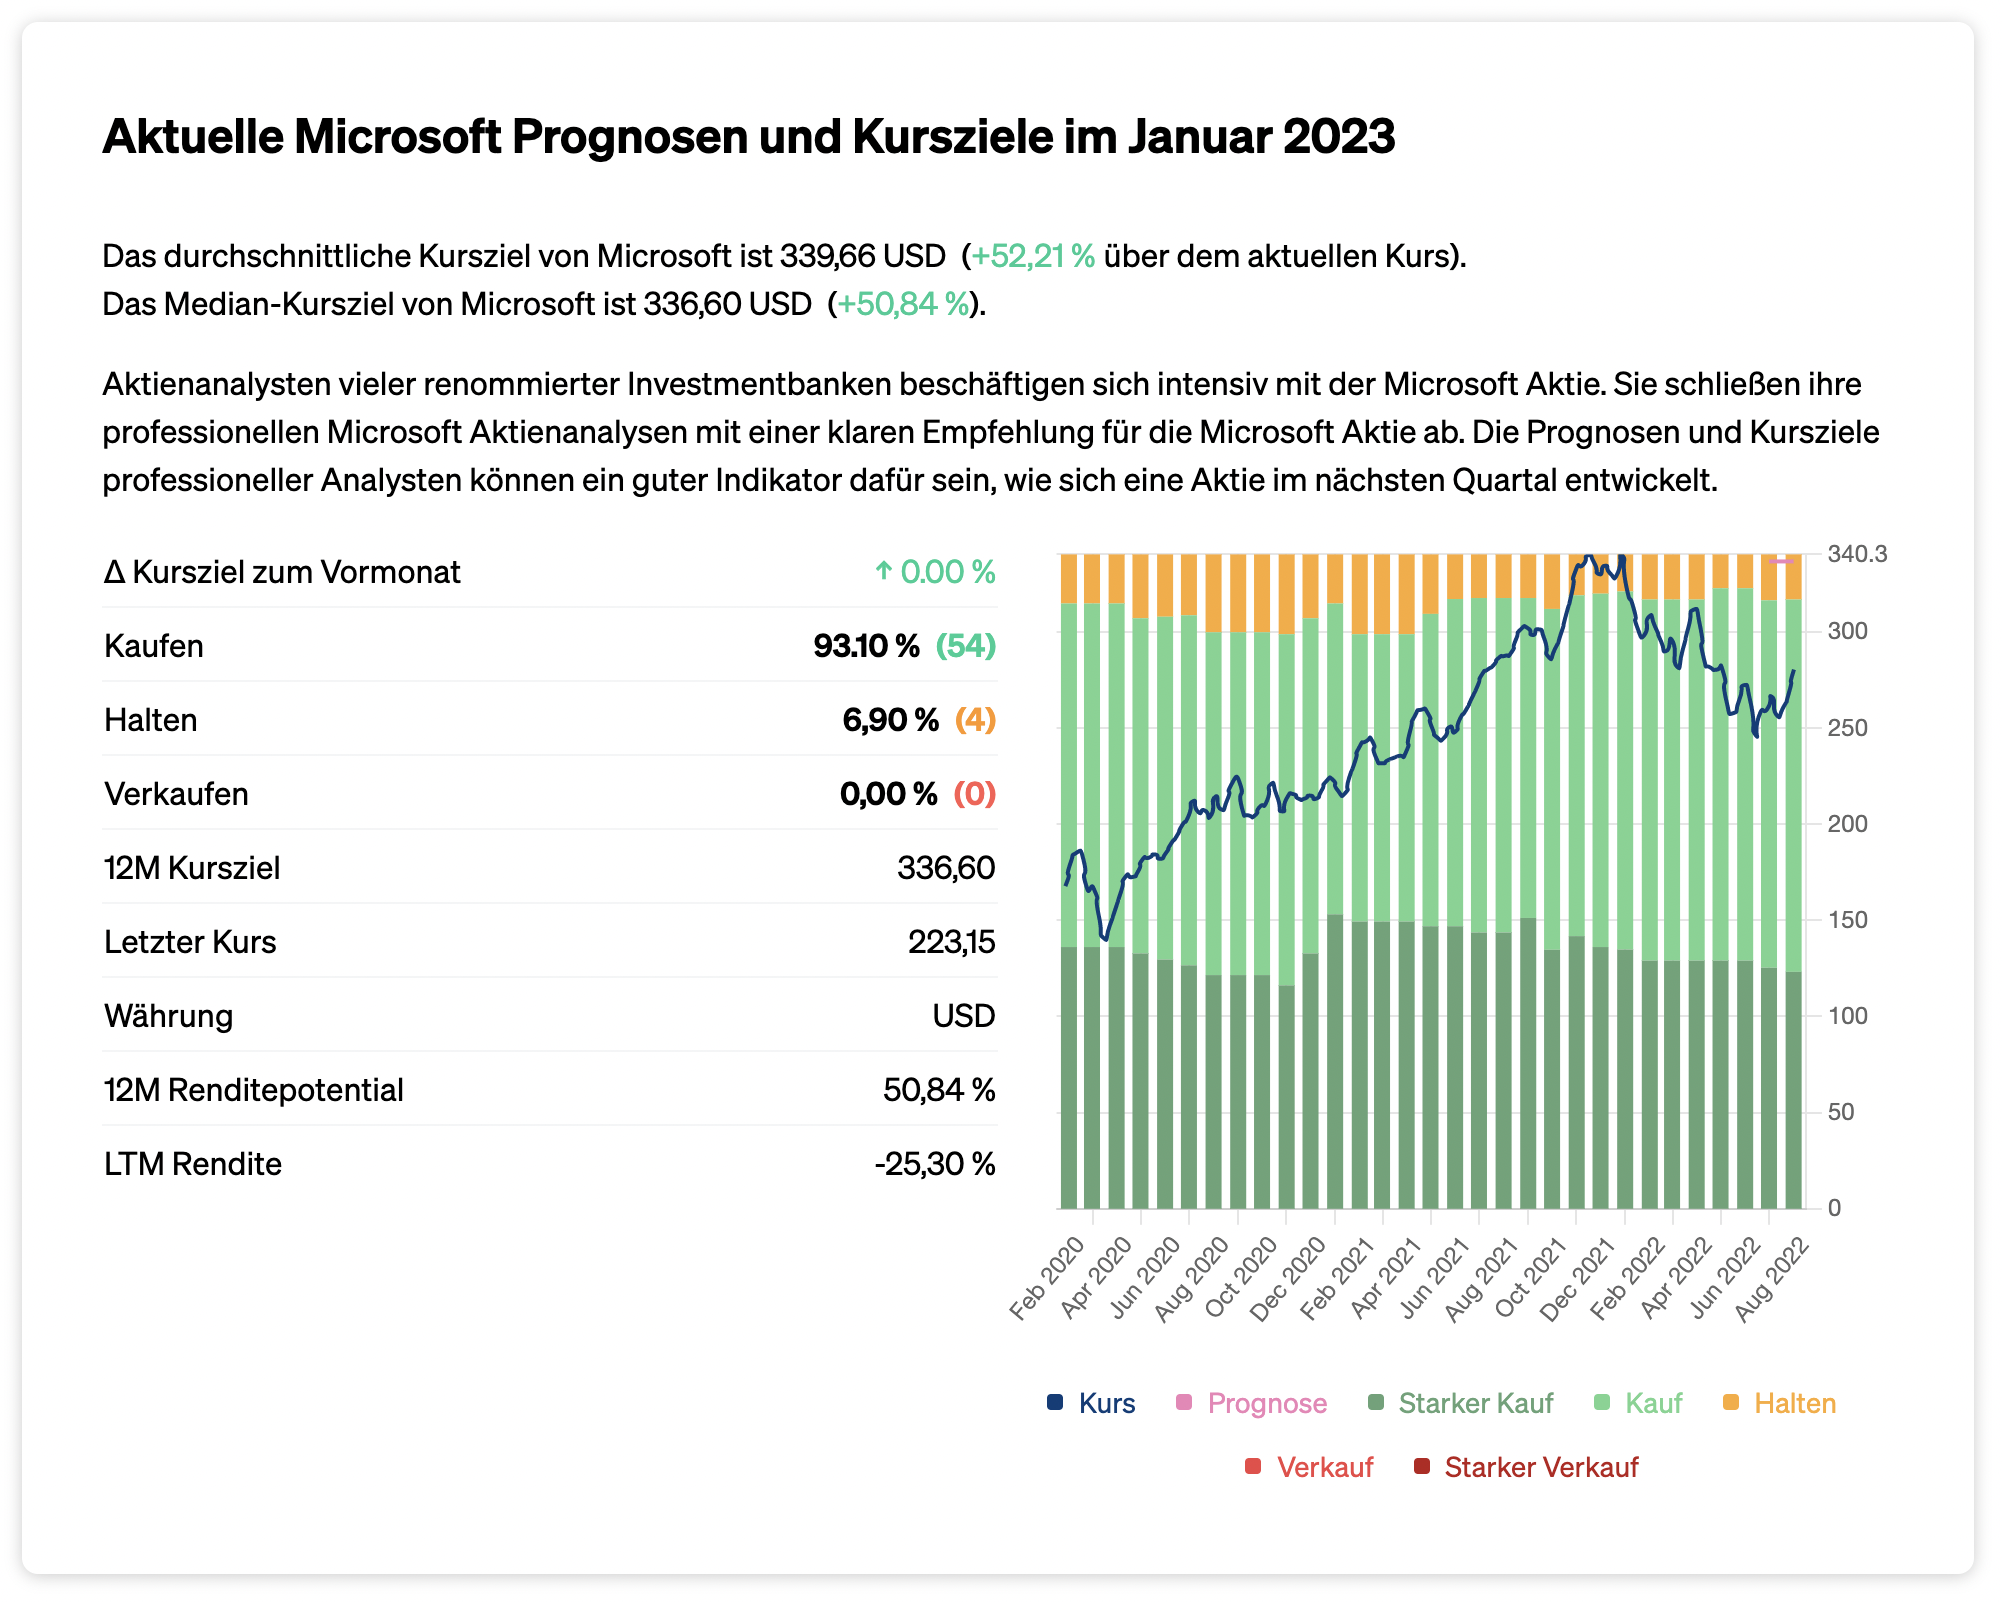 Aktuelle Microsoft Prognosen und Kursziele im Januar 2023
Das durchschnittliche Kursziel von Microsoft ist 339,66 USD (+52,21 % über dem aktuellen Kurs).
Das Median-Kursziel von Microsoft ist 336,60 USD (+50,84 %).
Aktienanalysten vieler renommierter Investmentbanken beschäftigen sich intensiv mit der Microsoft Aktie. Sie schließen ihre
professionellen Microsoft Aktienanalysen mit einer klaren Empfehlung für die Microsoft Aktie ab. Die Prognosen und Kursziele
professioneller Analysten können ein guter Indikator dafür sein, wie sich eine Aktie im nächsten Quartal entwickelt.
Δ Kursziel zum Vormonat ↑ 0.00 %
Kaufen 93.10 % (54)
Halten 6,90 % (4)
Verkaufen 0,00 % (0)
12M Kursziel 336,60
Letzter Kurs 223,15
Währung USD
12M Renditepotential 50,84 %
LTM Rendite -25,30 %
340.3
300
250
200
150
100
50
0
Feb 2020
Apr 2020
Jun 2020
Aug 2020
Oct 2020
Dec 2020
Feb 2021
Apr 2021
Jun 2021
Aug 2021
Oct 2021
Dec 2021
Feb 2022
Apr 2022
Jun 2022
Aug 2022
Kurs Prognose Starker Kauf Kauf Halten
Verkauf Starker Verkauf